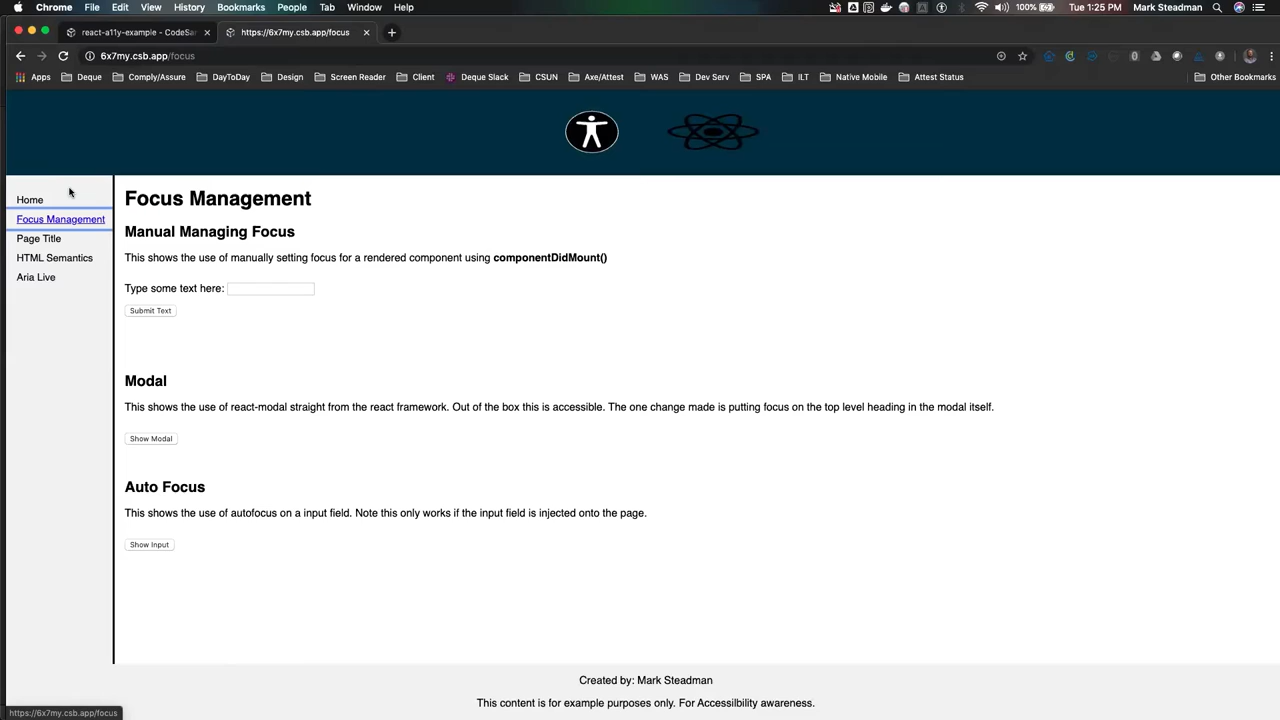 Chrome File Edit View History Bookmarks People Tab Window Help 100% Tue 1:25 PM Mark Steadman
react-a11y-example - CodeSan https://6x7my.csb.app/focus
6x7my.csb.app/focus
Apps Deque Comply/Assure DayToDay Design Screen Reader Client Deque Slack CSUN Axe/Attest WAS Dev Serv SPA ILT Native Mobile Attest Status Other Bookmarks
Home
Focus Management
Page Title
HTML Semantics
Aria Live
Focus Management
Manual Managing Focus
This shows the use of manually setting focus for a rendered component using componentDidMount()
Type some text here:
Submit Text
Modal
This shows the use of react-modal straight from the react framework. Out of the box this is accessible. The one change made is putting focus on the top level heading in the modal itself.
Show Modal
Auto Focus
This shows the use of autofocus on a input field. Note this only works if the input field is injected onto the page.
Show Input
Created by: Mark Steadman
This content is for example purposes only. For Accessibility awareness.
https://6x7my.csb.app/focus